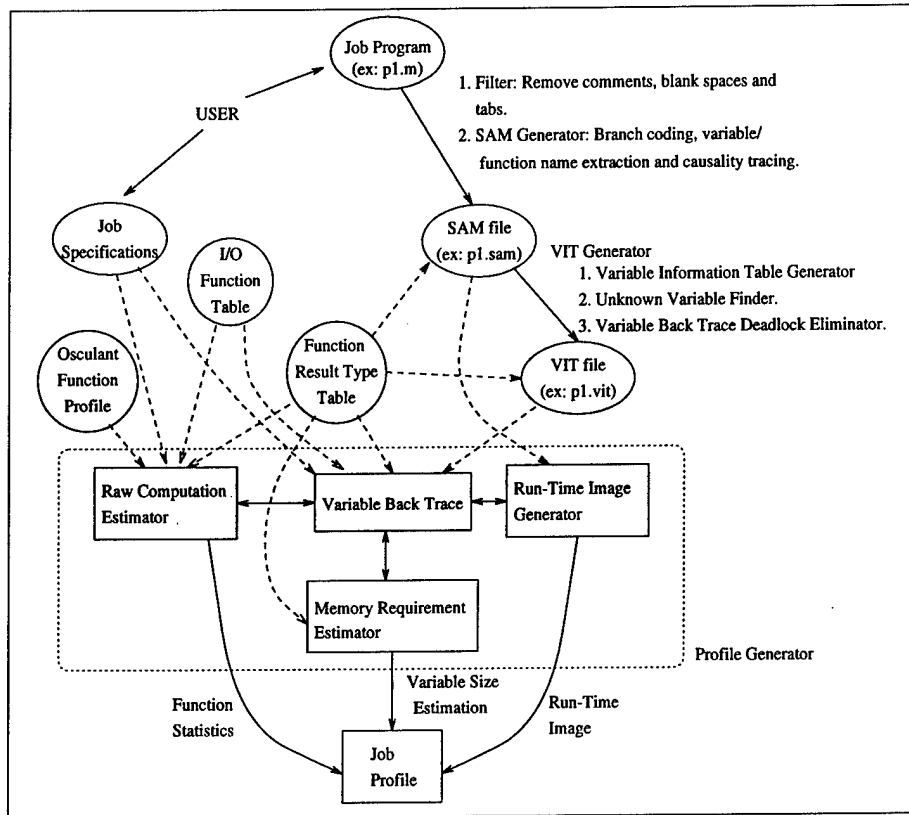 Job Program
(ex: p1.m)
USER
1. Filter: Remove comments, blank spaces and
tabs.
2. SAM Generator: Branch coding, variable/
function name extraction and causality tracing.
Job
Specifications
I/O
Function
Table
SAM file
(ex: p1.sam)
VIT Generator
1. Variable Information Table Generator
2. Unknown Variable Finder.
3. Variable Back Trace Deadlock Eliminator.
Osculant
Function
Profile
Function
Result Type
Table
VIT file
(ex: p1.vit)
Raw Computation
Estimator
Variable Back Trace
Run-Time Image
Generator
Memory Requirement
Estimator
Profile Generator
Function
Statistics
Variable Size
Estimation
Run-Time
Image
Job
Profile